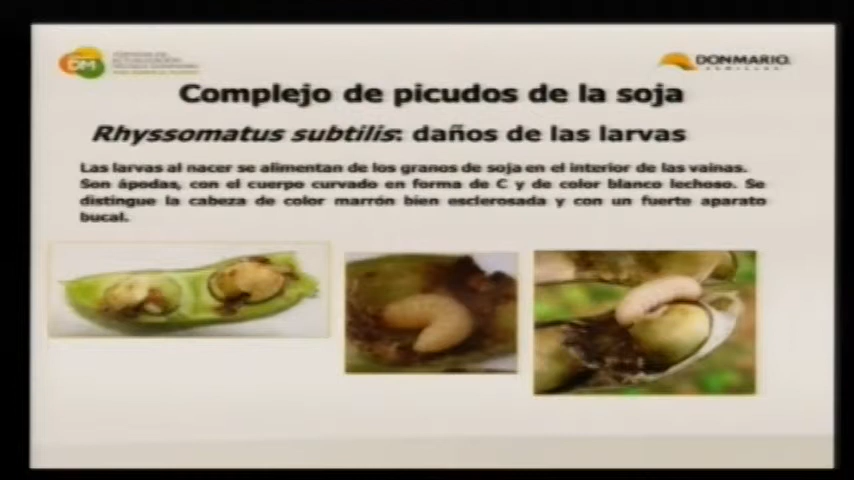 DM
DONMARIO
SEMILLAS
Complejo de picudos de la soja
Rhyssomatus subtilis: daños de las larvas
Las larvas al nacer se alimentan de los granos de soja en el interior de las vainas.
Son ápodas, con el cuerpo curvado en forma de C y de color blanco lechoso. Se
distingue la cabeza de color marrón bien esclerosada y con un fuerte aparato
bucal.